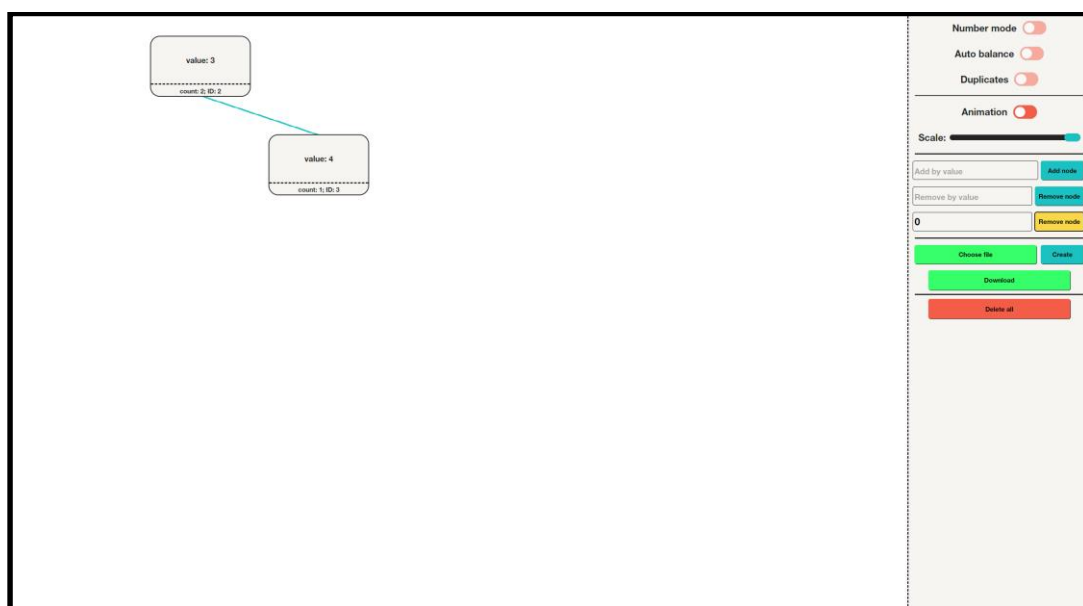 value: 3
count: 2; ID: 2
value: 4
count: 1; ID: 3
Number mode
Auto balance
Duplicates
Animation
Scale:
Add by value Add node
Remove by value Remove node
0 Remove node
Choose file Create
Download
Delete all